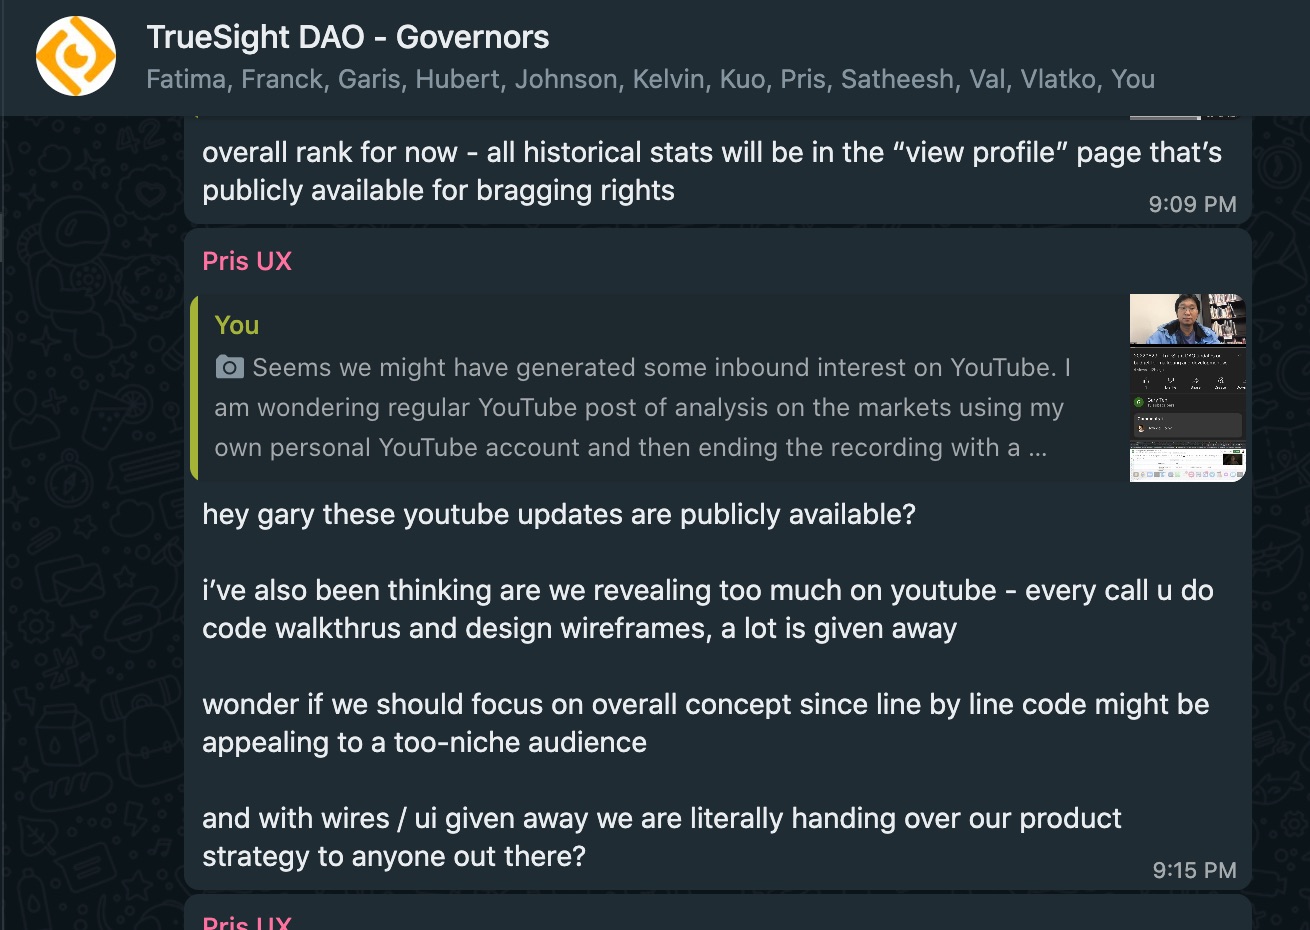 TrueSight DAO - Governors
Fatima, Franck, Garis, Hubert, Johnson, Kelvin, Kuo, Pris, Satheesh, Val, Vlatko, You
overall rank for now - all historical stats will be in the “view profile” page that’s
publicly available for bragging rights
9:09 PM
Pris UX
You
Seems we might have generated some inbound interest on YouTube. I
am wondering regular YouTube post of analysis on the markets using my
own personal YouTube account and then ending the recording with a ...
hey gary these youtube updates are publicly available?
i’ve also been thinking are we revealing too much on youtube - every call u do
code walkthrus and design wireframes, a lot is given away
wonder if we should focus on overall concept since line by line code might be
appealing to a too-niche audience
and with wires / ui given away we are literally handing over our product
strategy to anyone out there?
9:15 PM
Pris UX